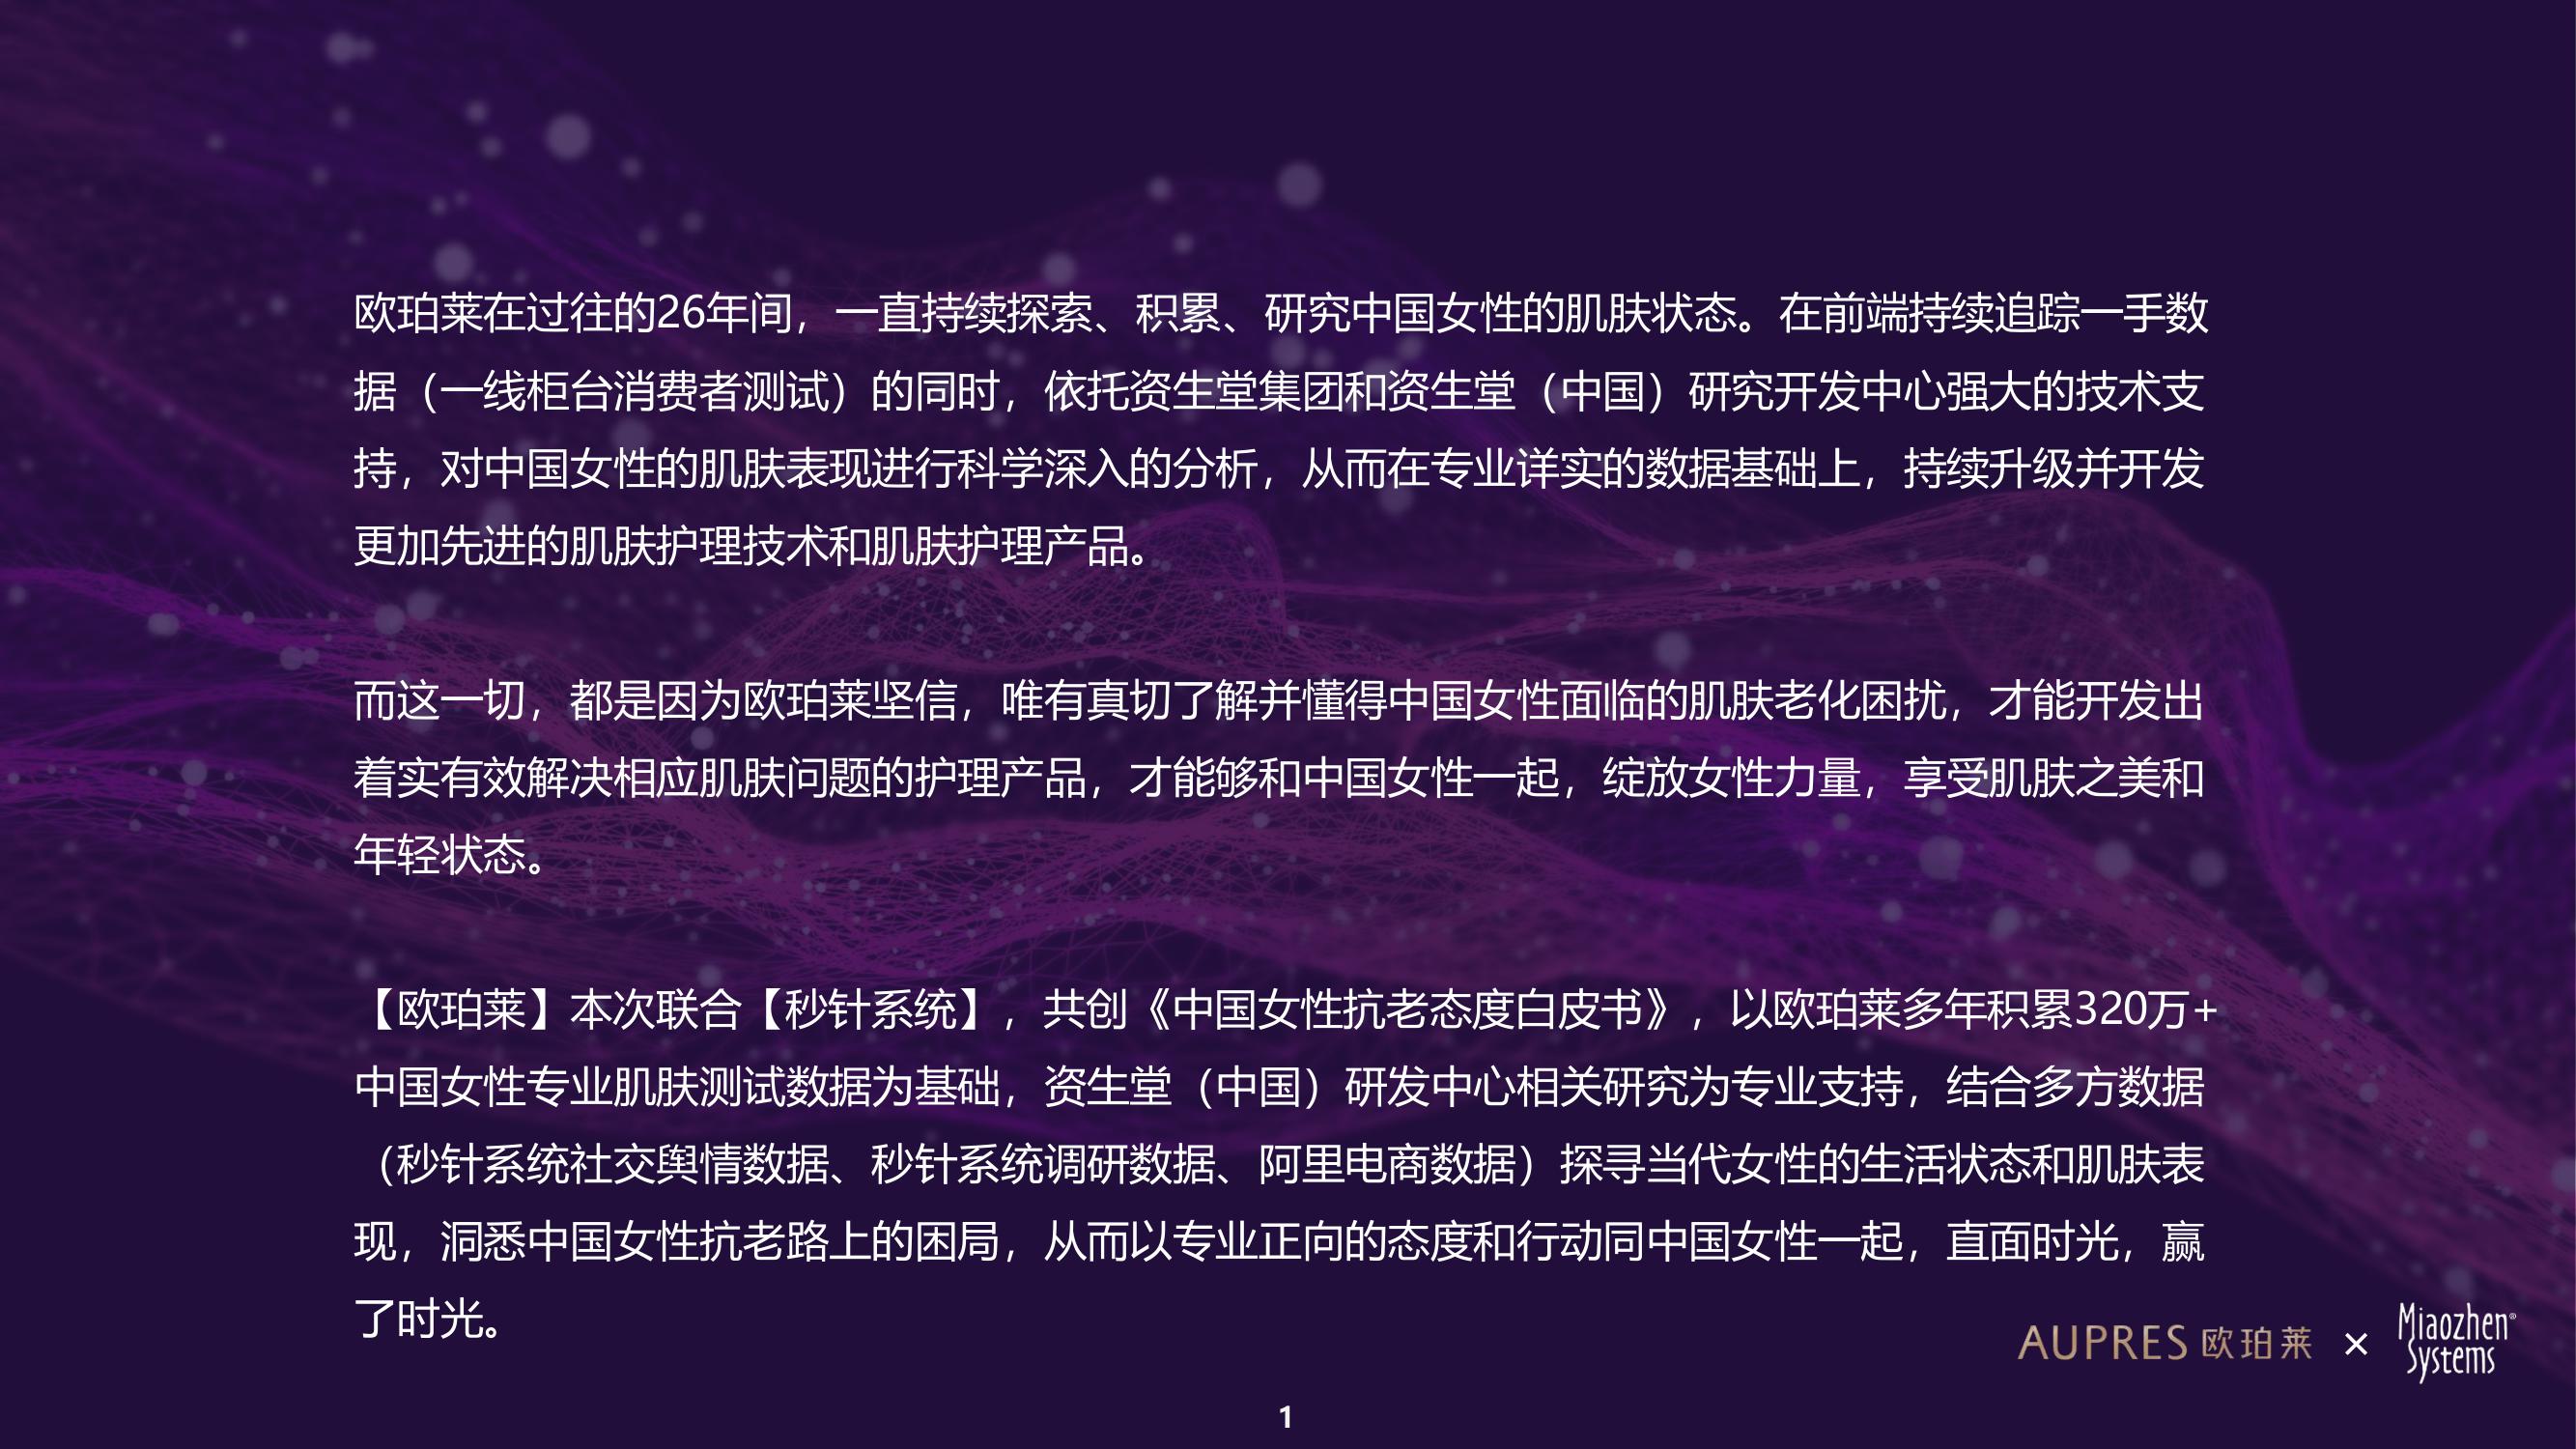 欧珀莱在过往的26年间，一直持续探索、积累、研究中国女性的肌肤状态。在前端持续追踪一手数
据（一线柜台消费者测试）的同时，依托资生堂集团和资生堂（中国）研究开发中心强大的技术支
持，对中国女性的肌肤表现进行科学深入的分析，从而在专业详实的数据基础上，持续升级并开发
更加先进的肌肤护理技术和肌肤护理产品。
而这一切，都是因为欧珀莱坚信，唯有真切了解并懂得中国女性面临的肌肤老化困扰，才能开发出
着实有效解决相应肌肤问题的护理产品，才能够和中国女性一起，绽放女性力量，享受肌肤之美和
年轻状态。
【欧珀莱】本次联合【秒针系统】，共创《中国女性抗老态度白皮书》，以欧珀莱多年积累320万+
中国女性专业肌肤测试数据为基础，资生堂（中国）研发中心相关研究为专业支持，结合多方数据
（秒针系统社交舆情数据、秒针系统调研数据、阿里电商数据）探寻当代女性的生活状态和肌肤表
现，洞悉中国女性抗老路上的困局，从而以专业正向的态度和行动同中国女性一起，直面时光，赢
了时光。
AUPRES 欧珀莱 × Miaozhen®
Systems
1